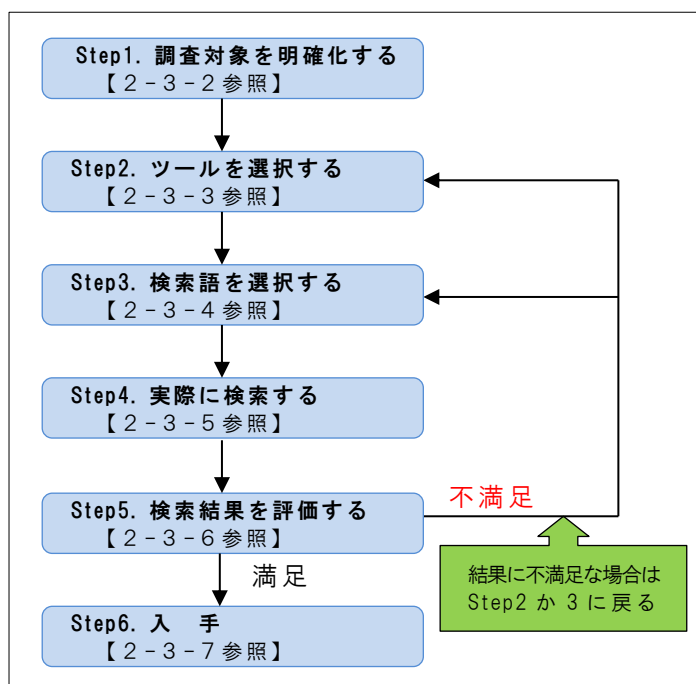 Step1. 調査対象を明確化する
【２－３－２参照】
Step2. ツールを選択する
【２－３－３参照】
Step3. 検索語を選択する
【２－３－４参照】
Step4. 実際に検索する
【２－３－５参照】
Step5. 検索結果を評価する
【２－３－６参照】
不満足
満足
結果に不満足な場合は
Step2 か 3 に戻る
Step6. 入　手
【２－３－７参照】